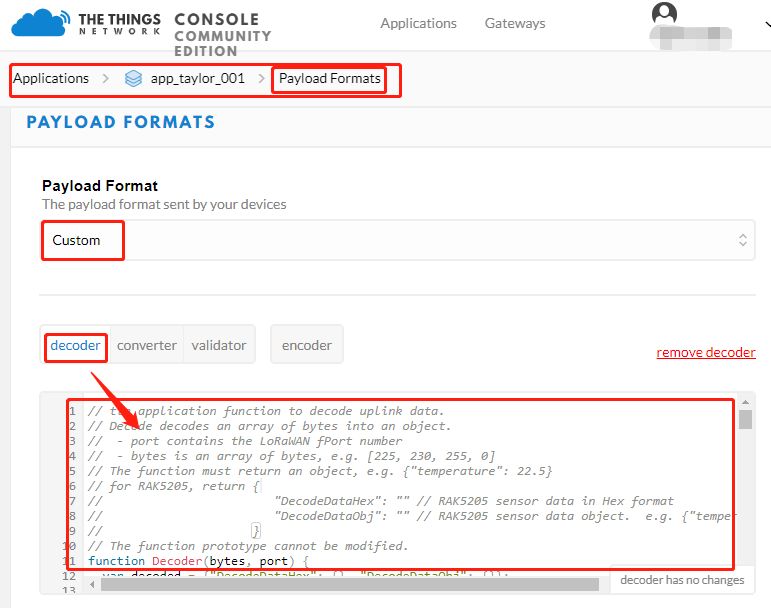 THE THINGS
NETWORK
CONSOLE
COMMUNITY
EDITION
Applications
Gateways
Applications > app_taylor_001 > Payload Formats
PAYLOAD FORMATS
Payload Format
The payload format sent by your devices
Custom
decoder converter validator encoder
remove decoder
1 // application function to decode uplink data.
2 // Decode decodes an array of bytes into an object.
3 // - port contains the LoRaWAN fPort number
4 // - bytes is an array of bytes, e.g. [225, 230, 255, 0]
5 // The function must return an object, e.g. {"temperature": 22.5}
6 // for RAK5205, return {
7 // "DecodeDataHex": "" // RAK5205 sensor data in Hex format
8 // "DecodeDataObj": "" // RAK5205 sensor data object. e.g. {"temper
9 // }
10 // The function prototype cannot be modified.
11 function Decoder(bytes, port) {
12 var decoded = {"DecodeDataHex": {}, "DecodeDataObj": {}};
13
decoder has no changes